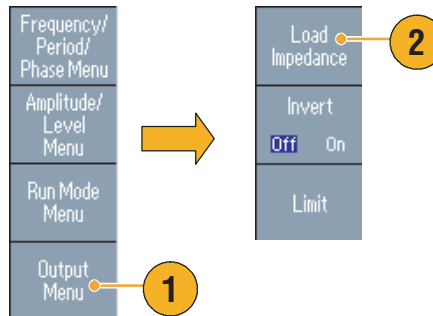 Frequency/
Period/
Phase Menu
Amplitude/
Level
Menu
Run Mode
Menu
Output
Menu
1
Load
Impedance
2
Invert
Off On
Limit